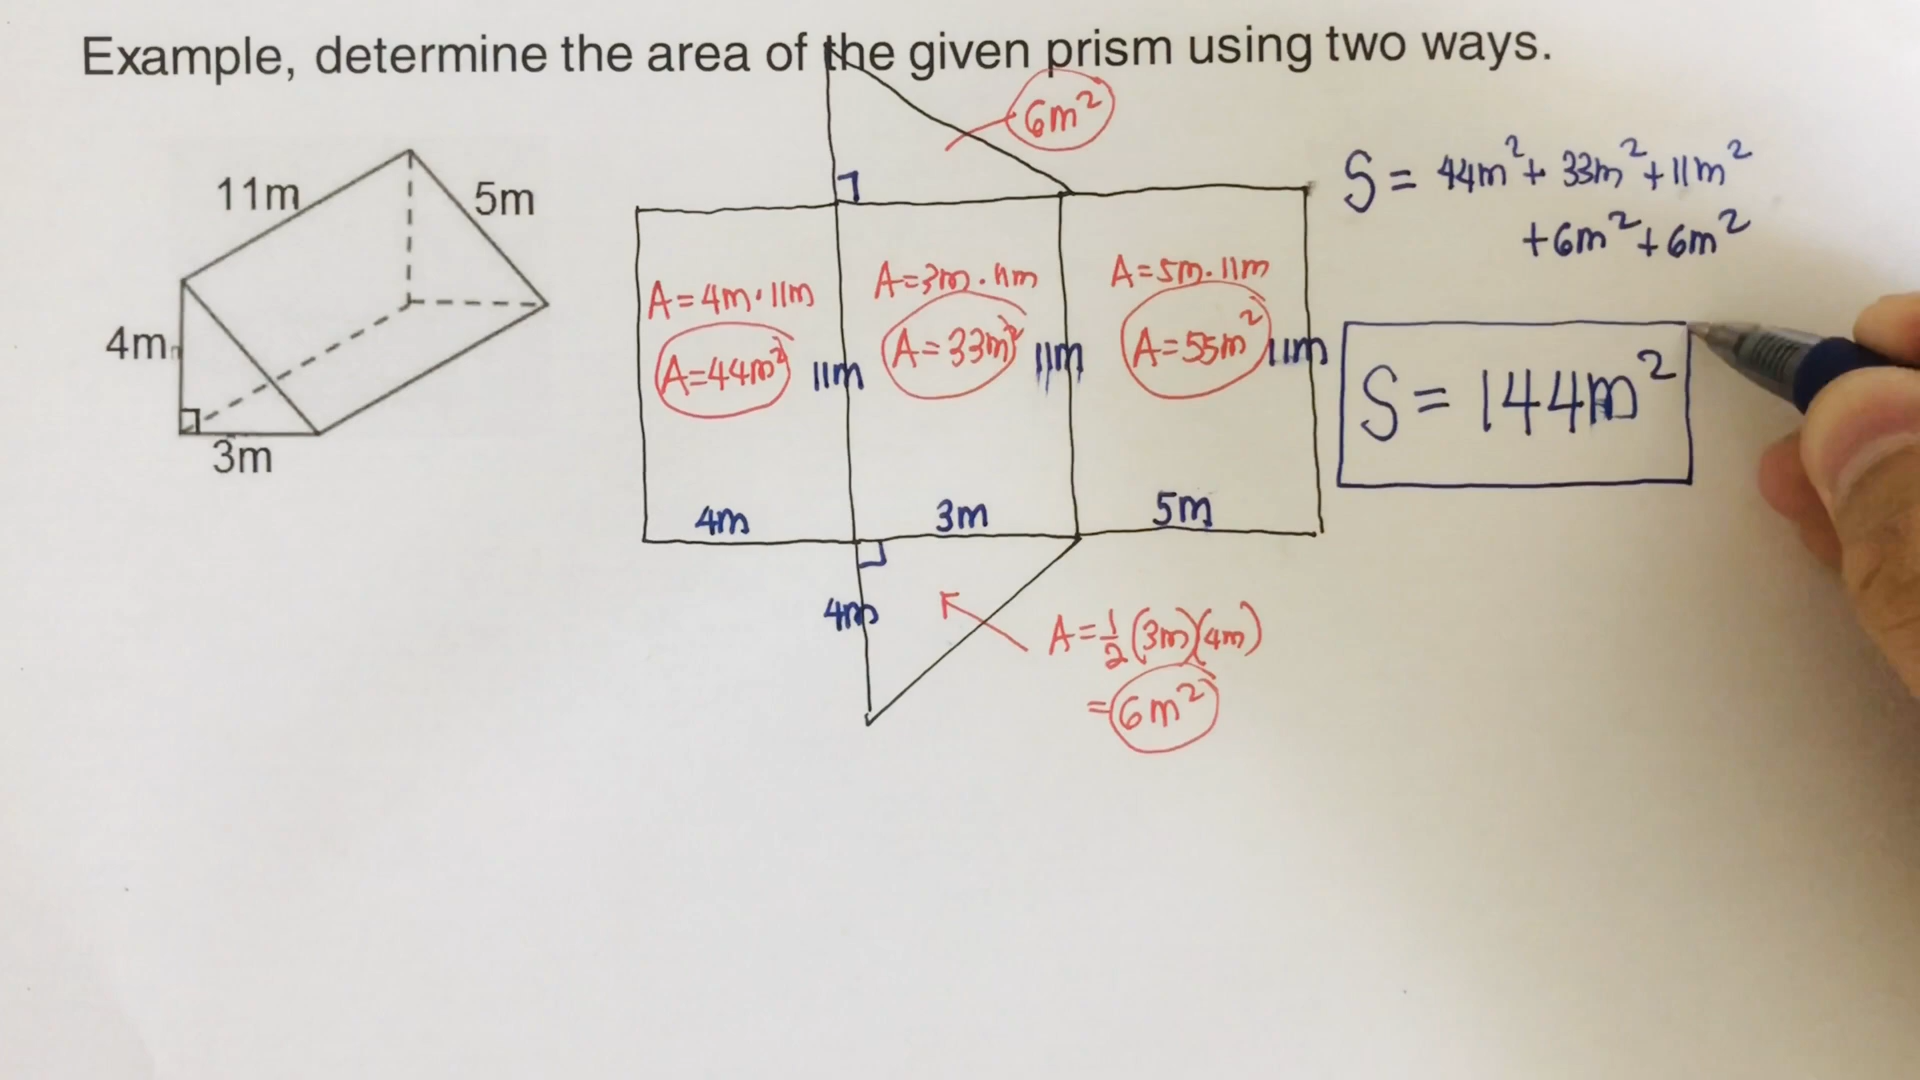 Example, determine the area of the given prism using two ways.
6m²
11m
5m
4m
3m
S = 44m² + 33m² + 11m²
+ 6m² + 6m²
A = 4m · 11m
A = 44m²
11m
A = 3m · 11m
A = 33m²
11m
A = 5m · 11m
A = 55m²
11m
S = 144m²
4m
3m
5m
4m
A = 1/2 (3m)(4m)
= 6m²